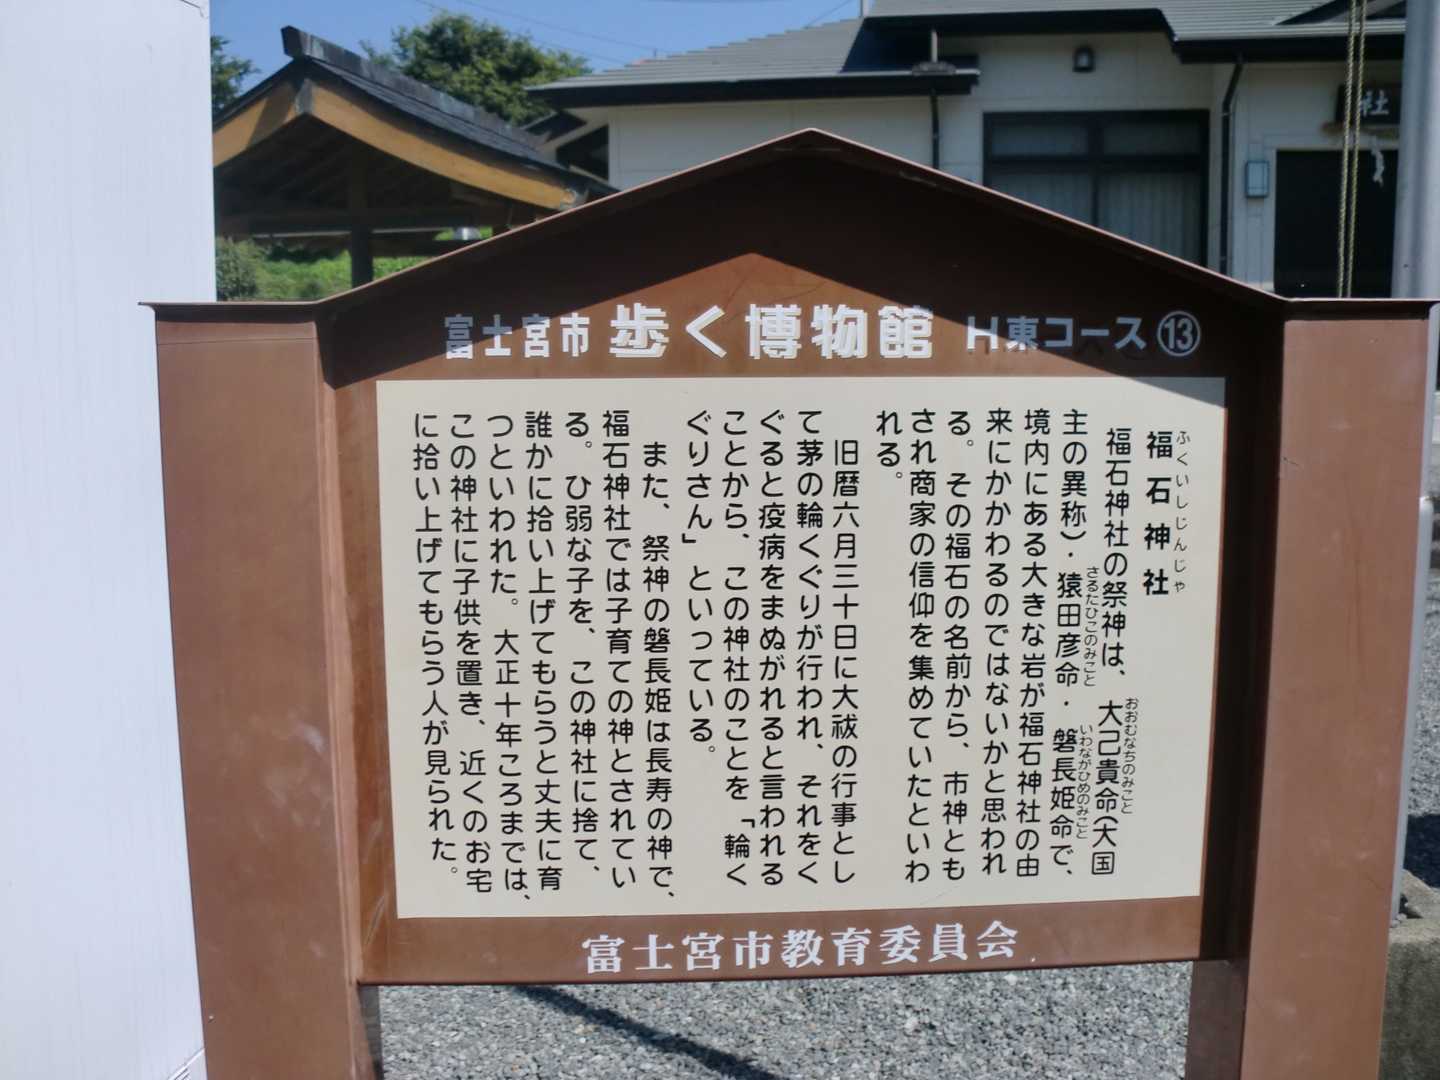 富士宮市 歩く博物館 H東コース⑬
ふくいしじんじゃ
福石神社
福石神社の祭神は、大己貴命(大国
おおむなちのみこと
主の異称)・猿田彦命・磐長姫命で、
さるたひこのみこと
いわながひめのみこと
境内にある大きな岩が福石神社の由
来にかかわるのではないかと思われ
る。その福石の名前から、市神とも
され商家の信仰を集めていたといわ
れる。
旧暦六月三十日に大祓の行事とし
て茅の輪くぐりが行われ、それをく
ぐると疫病をまぬがれると言われる
ことから、この神社のことを「輪く
ぐりさん」といっている。
また、祭神の磐長姫は長寿の神で、
福石神社では子育ての神とされてい
る。ひ弱な子を、この神社に捨て、
誰かに拾い上げてもらうと丈夫に育
つといわれた。大正十年ころまでは、
この神社に子供を置き、近くのお宅
に拾い上げてもらう人が見られた。
富士宮市教育委員会